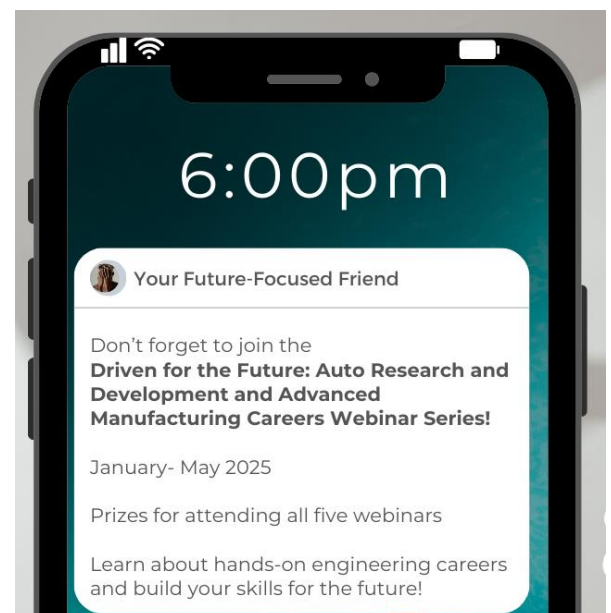 6:00pm
Your Future-Focused Friend
Don’t forget to join the
Driven for the Future: Auto Research and
Development and Advanced
Manufacturing Careers Webinar Series!
January- May 2025
Prizes for attending all five webinars
Learn about hands-on engineering careers
and build your skills for the future!